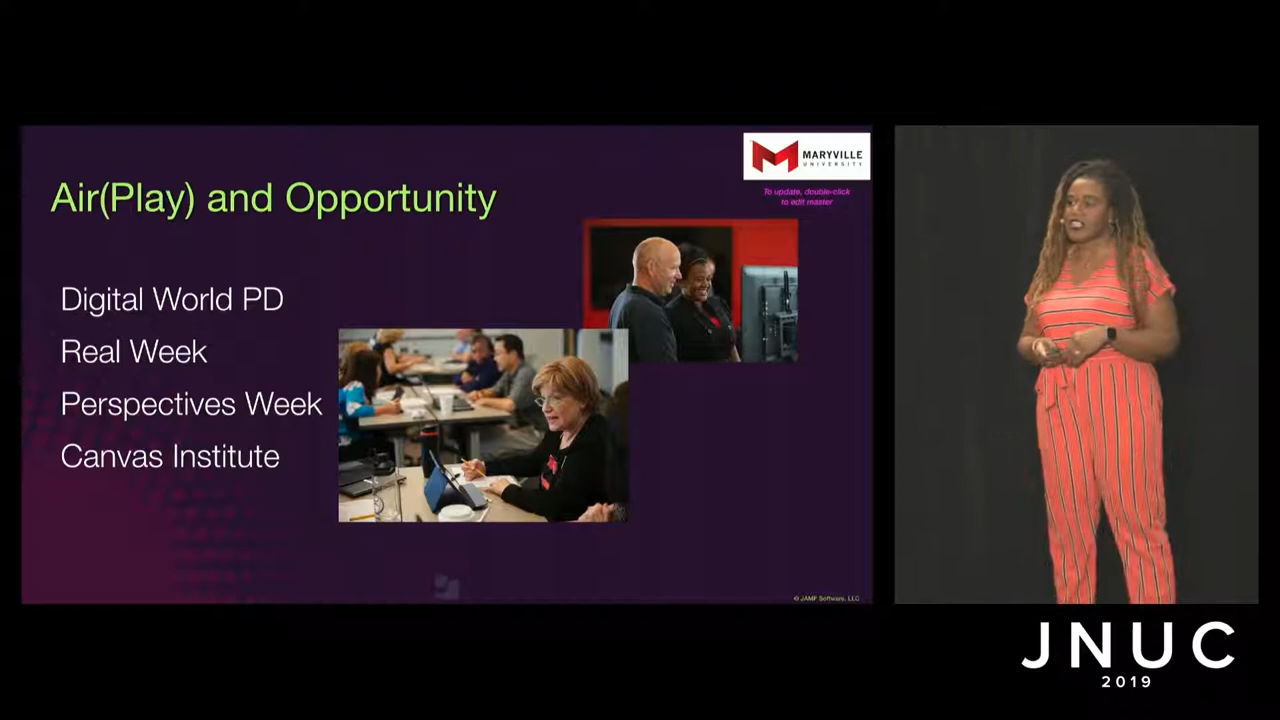 MARYVILLE
UNIVERSITY
To update, double-click
to edit master
Air(Play) and Opportunity
Digital World PD
Real Week
Perspectives Week
Canvas Institute
© JAMF Software, LLC
JNUC
2019